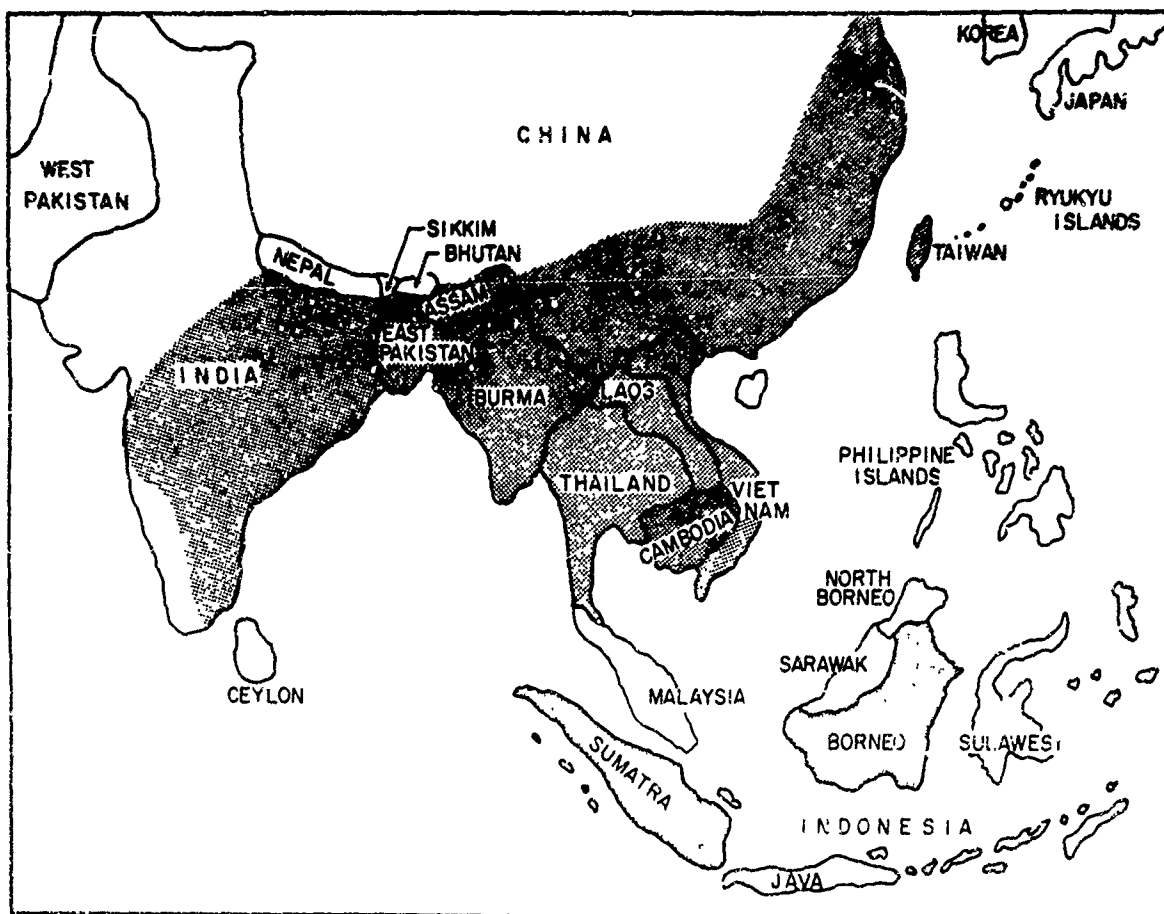 KOREA
JAPAN
CHINA
WEST
PAKISTAN
RYUKYU
ISLANDS
SIKKIM
BHUTAN
TAIWAN
NEPAL
ASSAM
EAST
PAKISTAN
INDIA
BURMA
LAOS
PHILIPPINE
ISLANDS
THAILAND
VIET
NAM
CAMBODIA
NORTH
BORNEO
SARAWAK
CEYLON
MALAYSIA
BORNEO
SULAWESI
SUMATRA
INDONESIA
JAVA